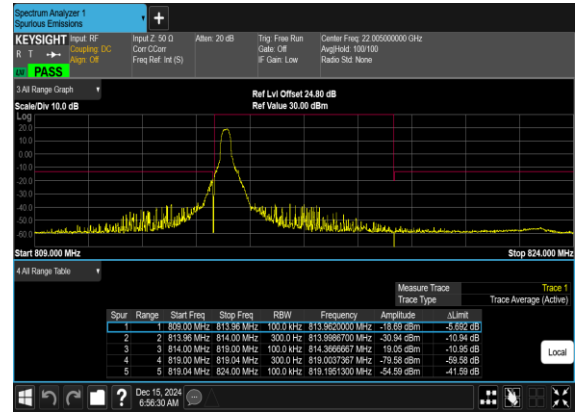 Spectrum Analyzer 1
Spurious Emissions
KEYSIGHT
R T
LXI
PASS
Input: RF
Coupling: DC
Align: Off
Input Z: 50 Ω
Corr CCorr
Freq Ref: Int (S)
Atten: 20 dB
Trig: Free Run
Gate: Off
IF Gain: Low
Center Freq: 22.005000000 GHz
Avg|Hold: 100/100
Radio Std: None
3 All Range Graph
Scale/Div 10.0 dB
Ref Lvl Offset 24.80 dB
Ref Value 30.00 dBm
Log
20.0
10.0
0.00
-10.0
-20.0
-30.0
-40.0
-50.0
-60.0
Start 809.000 MHz
Stop 824.000 MHz
4 All Range Table
Measure Trace Trace 1
Trace Type Trace Average (Active)
Spur Range Start Freq Stop Freq RBW Frequency Amplitude ΔLimit
1 1 809.00 MHz 813.96 MHz 100.0 kHz 813.9620000 MHz -18.69 dBm -5.692 dB
2 2 813.96 MHz 814.00 MHz 300.0 Hz 813.9986700 MHz -30.94 dBm -10.94 dB
3 3 814.00 MHz 819.00 MHz 100.0 kHz 814.3666667 MHz 19.05 dBm -10.95 dB
4 4 819.00 MHz 819.04 MHz 300.0 Hz 819.0037367 MHz -79.58 dBm -59.58 dB
5 5 819.04 MHz 824.00 MHz 100.0 kHz 819.1951300 MHz -54.59 dBm -41.59 dB
Local
?
Dec 15, 2024
6:56:30 AM